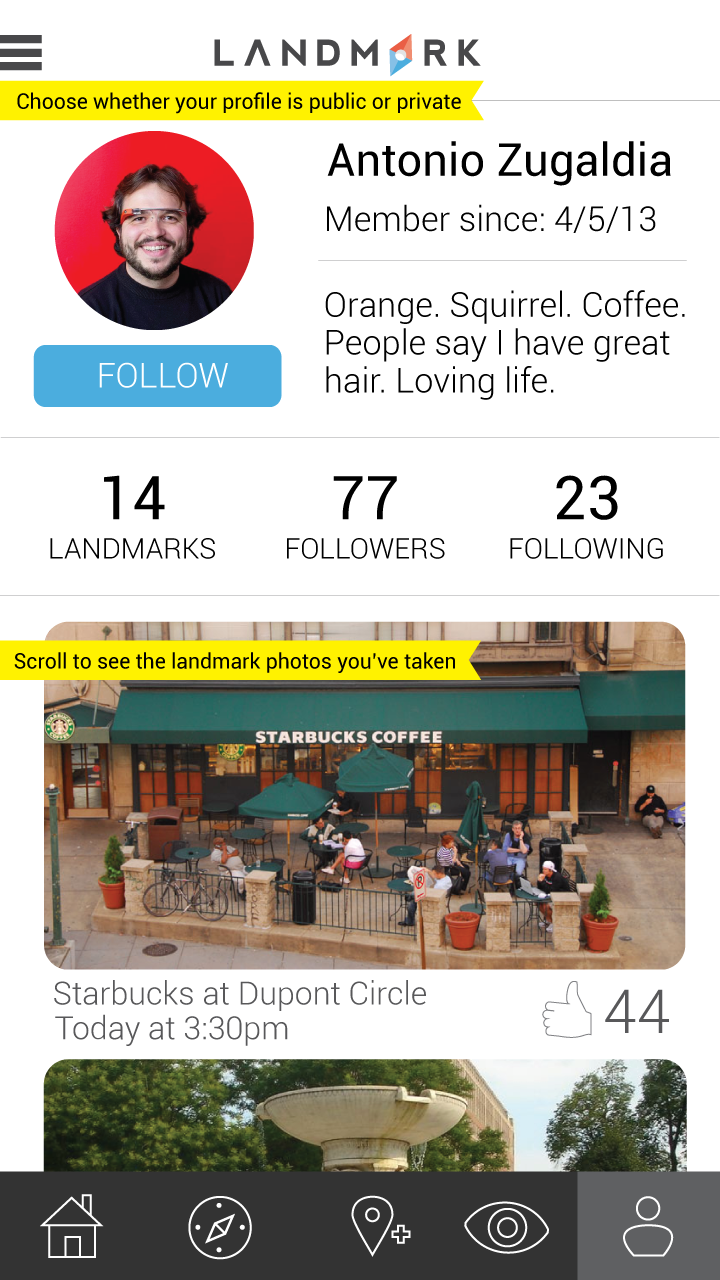 LANDMARK
Choose whether your profile is public or private
Antonio Zugaldia
Member since: 4/5/13
Orange. Squirrel. Coffee.
People say I have great
hair. Loving life.
FOLLOW
14
LANDMARKS
77
FOLLOWERS
23
FOLLOWING
Scroll to see the landmark photos you've taken
STARBUCKS COFFEE
Starbucks at Dupont Circle
Today at 3:30pm
44